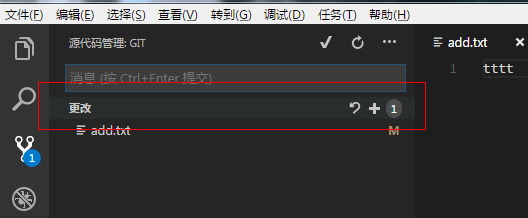 文件(F) 编辑(E) 选择(S) 查看(V) 转到(G) 调试(D) 任务(T) 帮助(H)
源代码管理: GIT
add.txt
消息 (按 Ctrl+Enter 提交)
1 tttt
更改 1
add.txt M
1